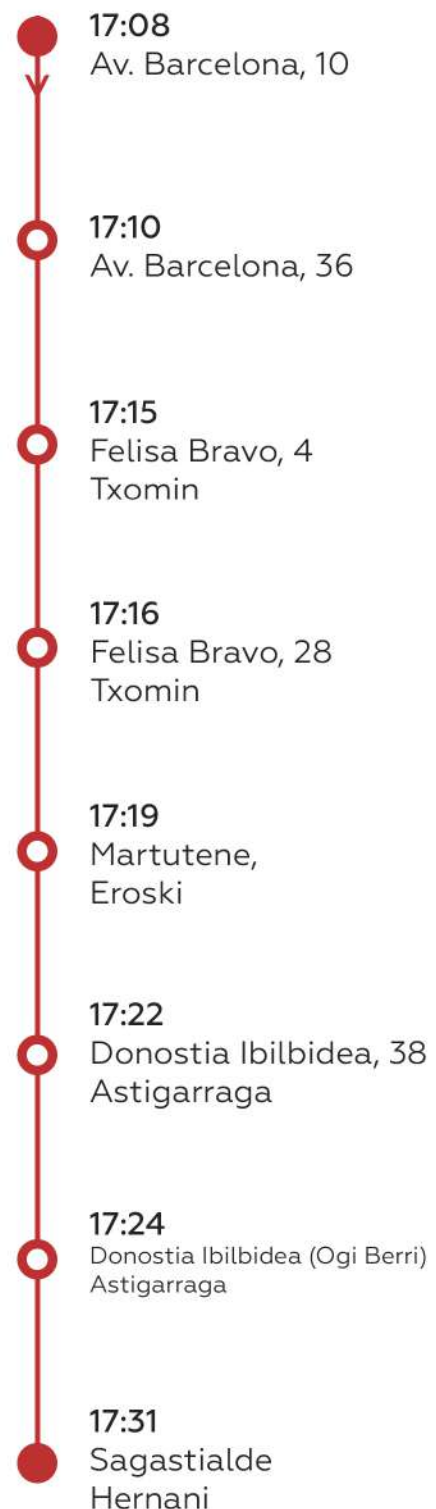 17:08
Av. Barcelona, 10
17:10
Av. Barcelona, 36
17:15
Felisa Bravo, 4
Txomin
17:16
Felisa Bravo, 28
Txomin
17:19
Martutene,
Eroski
17:22
Donostia Ibilbidea, 38
Astigarraga
17:24
Donostia Ibilbidea (Ogi Berri)
Astigarraga
17:31
Sagastialde
Hernani